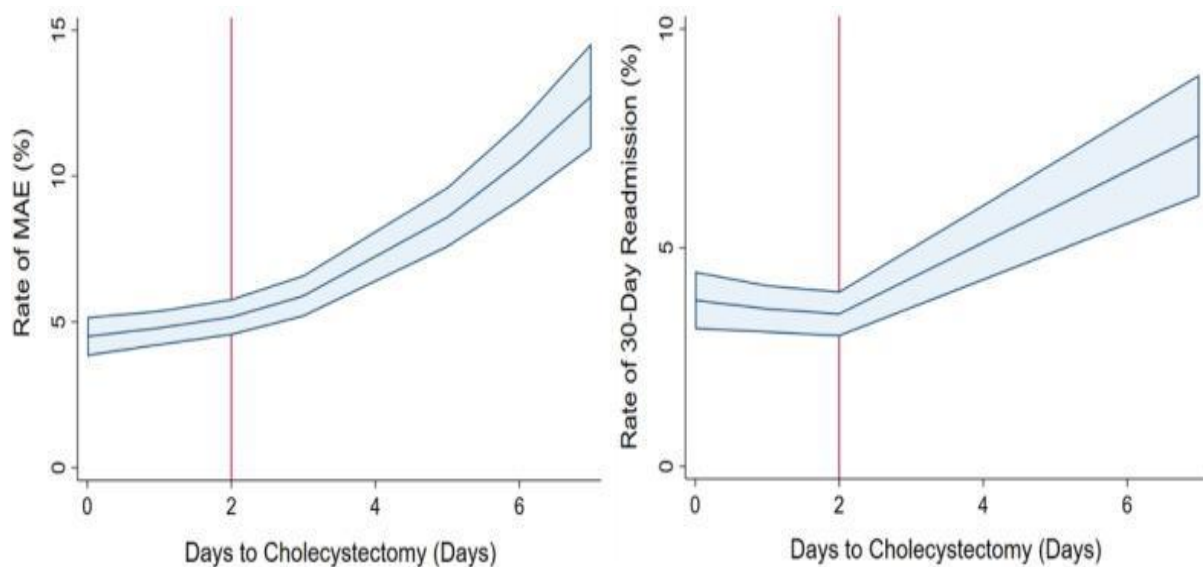 Rate of MAE (%)
15
10
5
0
0 2 4 6
Days to Cholecystectomy (Days)
Rate of 30-Day Readmission (%)
10
5
0
0 2 4 6
Days to Cholecystectomy (Days)